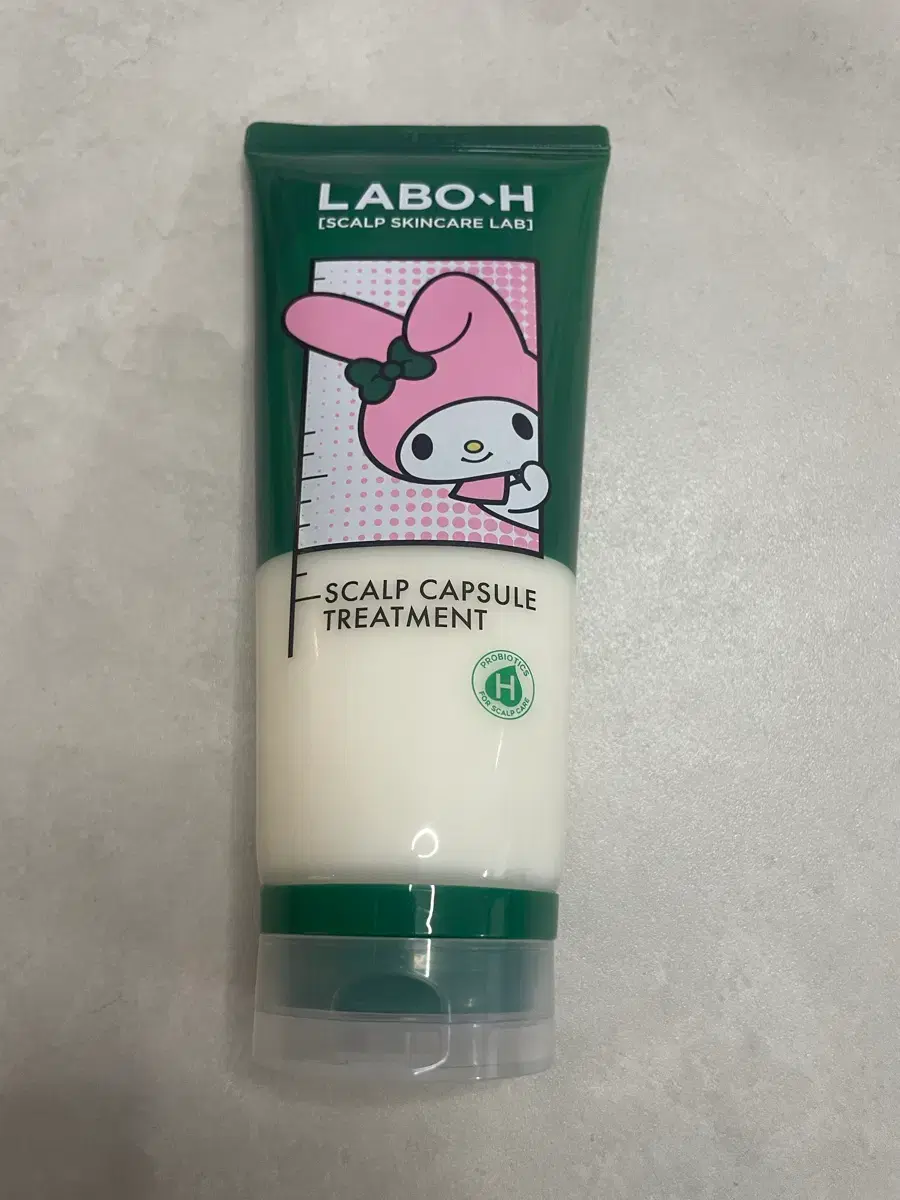 LABO-H
[SCALP SKINCARE LAB]
SCALP CAPSULE
TREATMENT
PROBIOTICS
H
FOR SCALP CARE